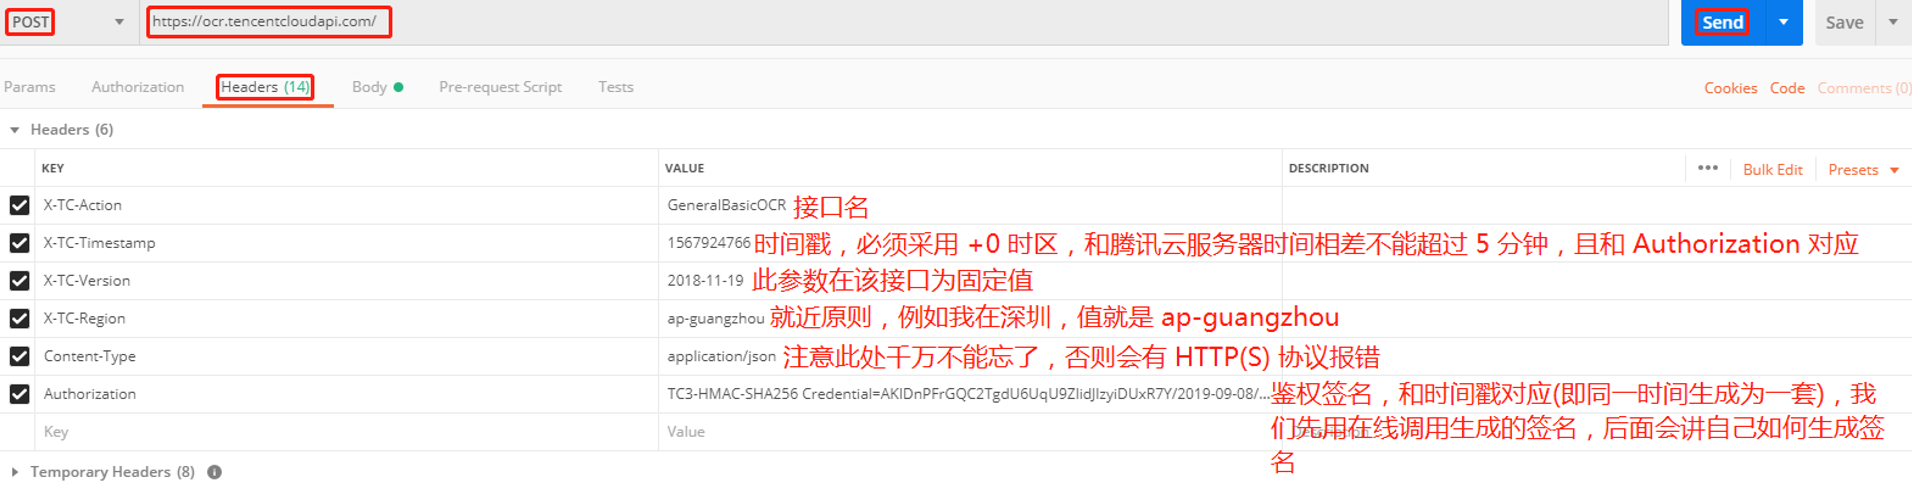 POST https://ocr.tencentcloudapi.com/ Send Save
Params Authorization Headers (14) Body Pre-request Script Tests Cookies Code Comments (0)
Headers (6)
KEY VALUE DESCRIPTION ••• Bulk Edit Presets
X-TC-Action GeneralBasicOCR 接口名
X-TC-Timestamp 1567924766 时间戳，必须采用 +0 时区，和腾讯云服务器时间相差不能超过 5 分钟，且和 Authorization 对应
X-TC-Version 2018-11-19 此参数在该接口为固定值
X-TC-Region ap-guangzhou 就近原则，例如我在深圳，值就是 ap-guangzhou
Content-Type application/json 注意此处千万不能忘了，否则会有 HTTP(S) 协议报错
Authorization TC3-HMAC-SHA256 Credential=AKIDnPFrGQC2TgdU6UqU9ZlidJIzyiDUxR7Y/2019-09-08/... 鉴权签名，和时间戳对应(即同一时间生成为一套)，我
Key Value Description 们先用在线调用生成的签名，后面会讲自己如何生成签
名
Temporary Headers (8)